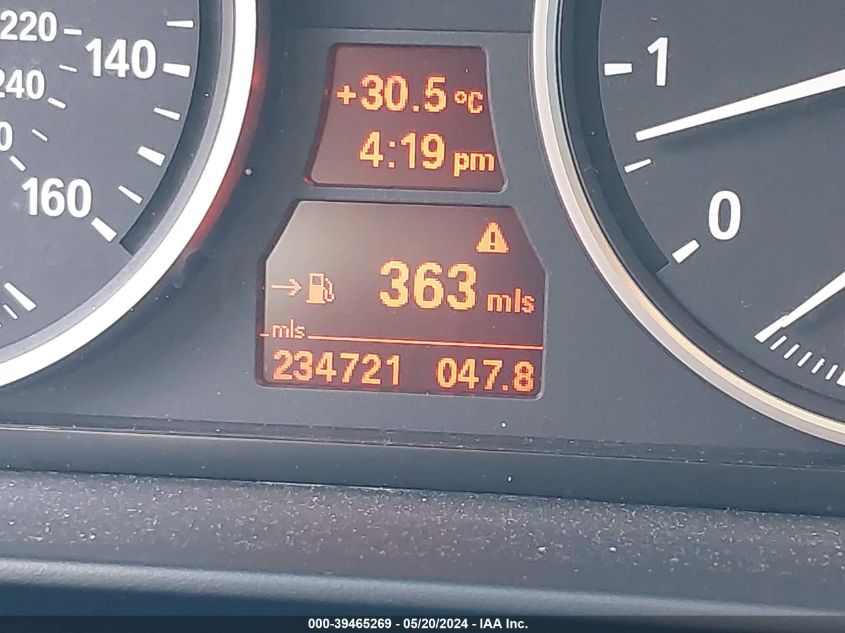 220
140
240
160
+30.5 °C
4:19 pm
363 mls
mls
234721 047.8
1
0
000-39465269 - 05/20/2024 - IAA Inc.